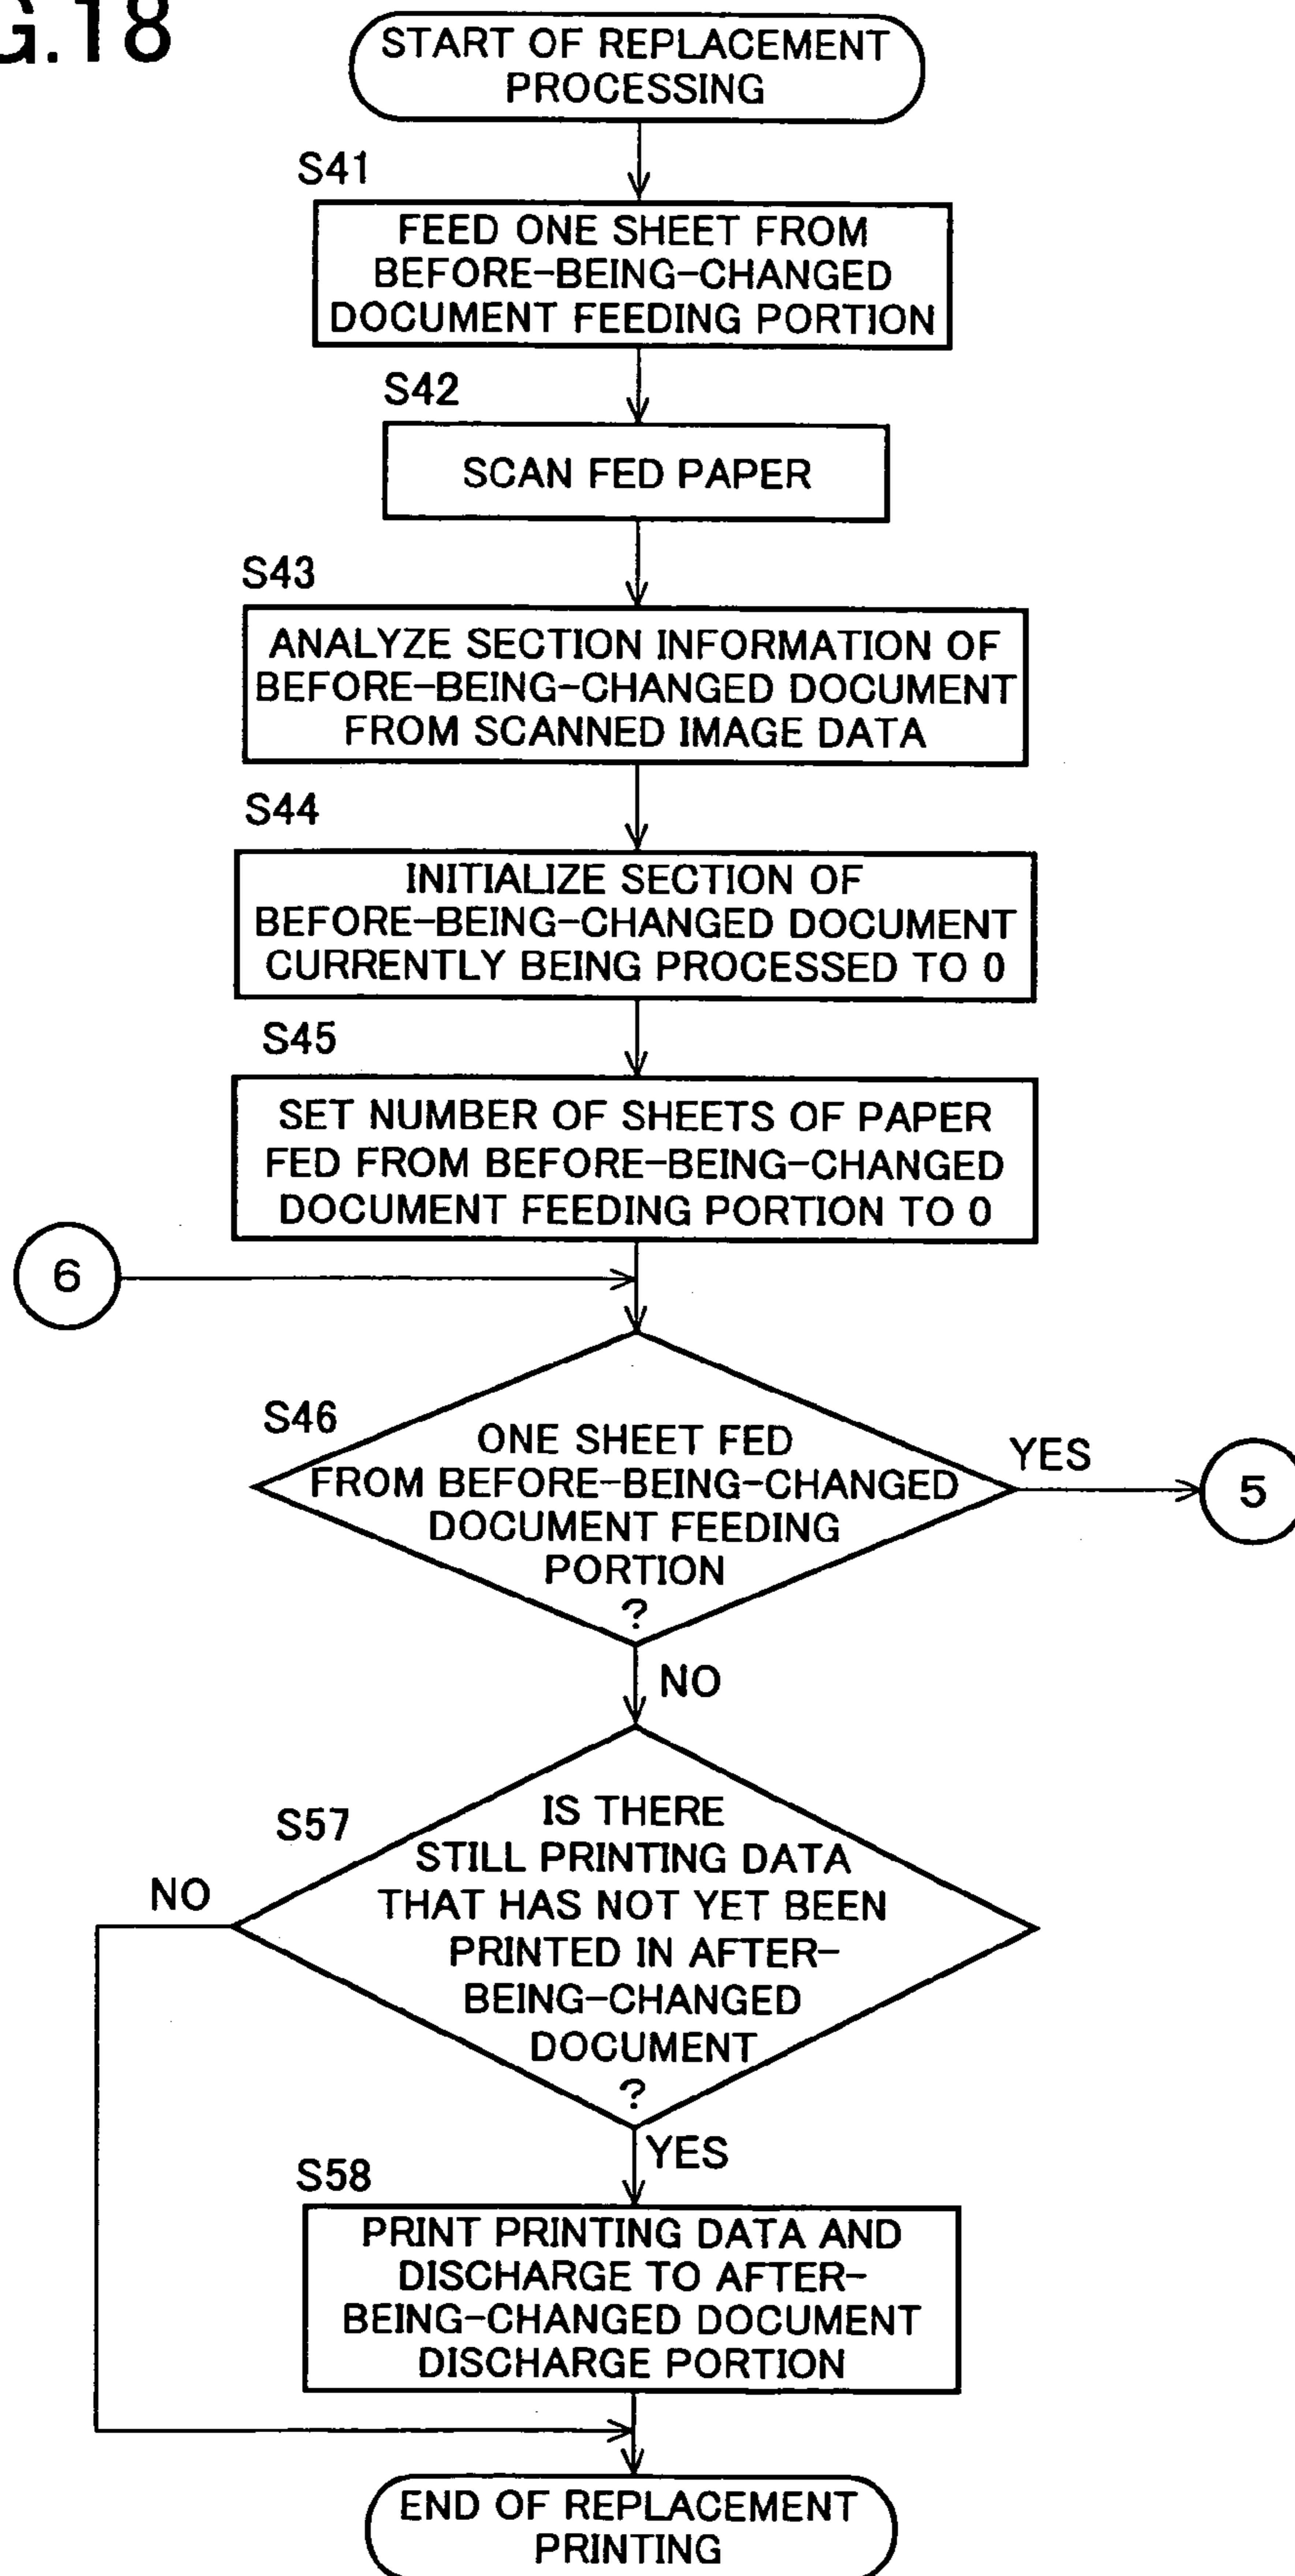 G.18
START OF REPLACEMENT
PROCESSING
S41
FEED ONE SHEET FROM
BEFORE-BEING-CHANGED
DOCUMENT FEEDING PORTION
S42
SCAN FED PAPER
S43
ANALYZE SECTION INFORMATION OF
BEFORE-BEING-CHANGED DOCUMENT
FROM SCANNED IMAGE DATA
S44
INITIALIZE SECTION OF
BEFORE-BEING-CHANGED DOCUMENT
CURRENTLY BEING PROCESSED TO 0
S45
SET NUMBER OF SHEETS OF PAPER
FED FROM BEFORE-BEING-CHANGED
DOCUMENT FEEDING PORTION TO 0
6
S46
ONE SHEET FED
FROM BEFORE-BEING-CHANGED
DOCUMENT FEEDING
PORTION
?
YES
5
NO
S57
IS THERE
STILL PRINTING DATA
THAT HAS NOT YET BEEN
PRINTED IN AFTER-
BEING-CHANGED
DOCUMENT
?
NO
YES
S58
PRINT PRINTING DATA AND
DISCHARGE TO AFTER-
BEING-CHANGED DOCUMENT
DISCHARGE PORTION
END OF REPLACEMENT
PRINTING